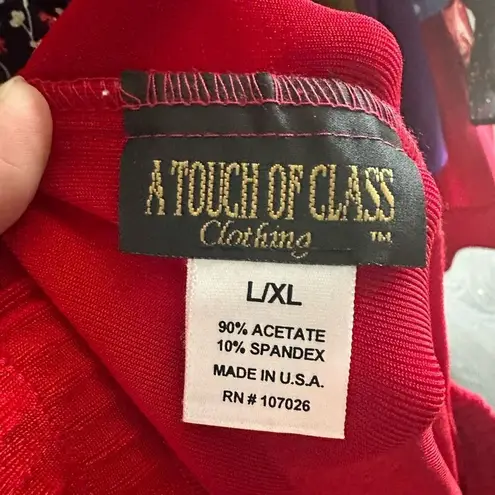 A TOUCH OF CLASS
Clothing ™
L/XL
90% ACETATE
10% SPANDEX
MADE IN U.S.A.
RN # 107026